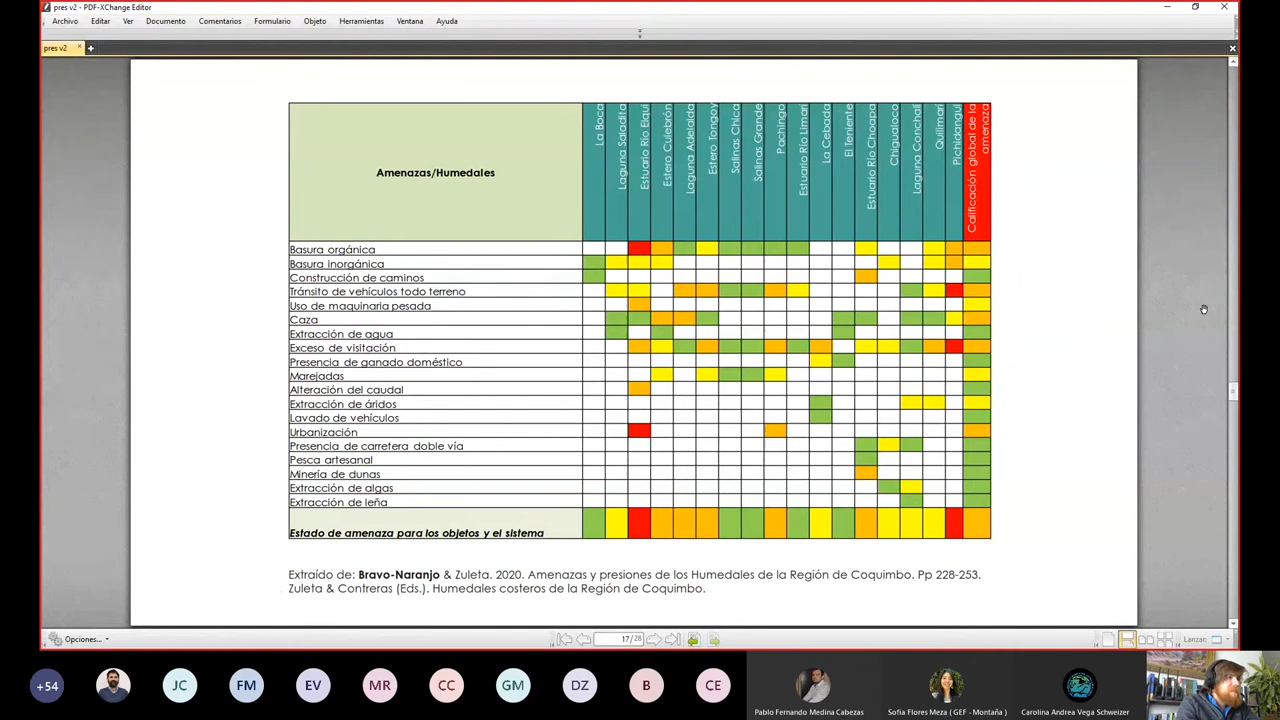 pres v2 - PDF-XChange Editor
Archivo Editar Ver Documento Comentarios Formulario Objeto Herramientas Ventana Ayuda
pres v2
Amenazas/Humedales
La Boca
Laguna Saladita
Estuario Río Elqui
Estero Culebrón
Laguna Adelaida
Estero Tongoy
Salinas Chica
Salinas Grande
Pachingo
Estuario Río Limarí
La Cebada
El Teniente
Estuario Río Choapa
Chigualoco
Laguna Conchalí
Quilimarí
Pichidangui
Calificación global de la
amenaza
Basura orgánica
Basura inorgánica
Construcción de caminos
Tránsito de vehículos todo terreno
Uso de maquinaria pesada
Caza
Extracción de agua
Exceso de visitación
Presencia de ganado doméstico
Marejadas
Alteración del caudal
Extracción de áridos
Lavado de vehículos
Urbanización
Presencia de carretera doble vía
Pesca artesanal
Minería de dunas
Extracción de algas
Extracción de leña
Estado de amenaza para los objetos y el sistema
Extraído de: Bravo-Naranjo & Zuleta. 2020. Amenazas y presiones de los Humedales de la Región de Coquimbo. Pp 228-253.
Zuleta & Contreras (Eds.). Humedales costeros de la Región de Coquimbo.
Opciones...
17/28
Lanzar:
+54
JC
FM
EV
MR
CC
GM
DZ
B
CE
Pablo Fernando Medina Cabezas
Sofia Flores Meza ( GEF - Montaña )
Carolina Andrea Vega Schweizer